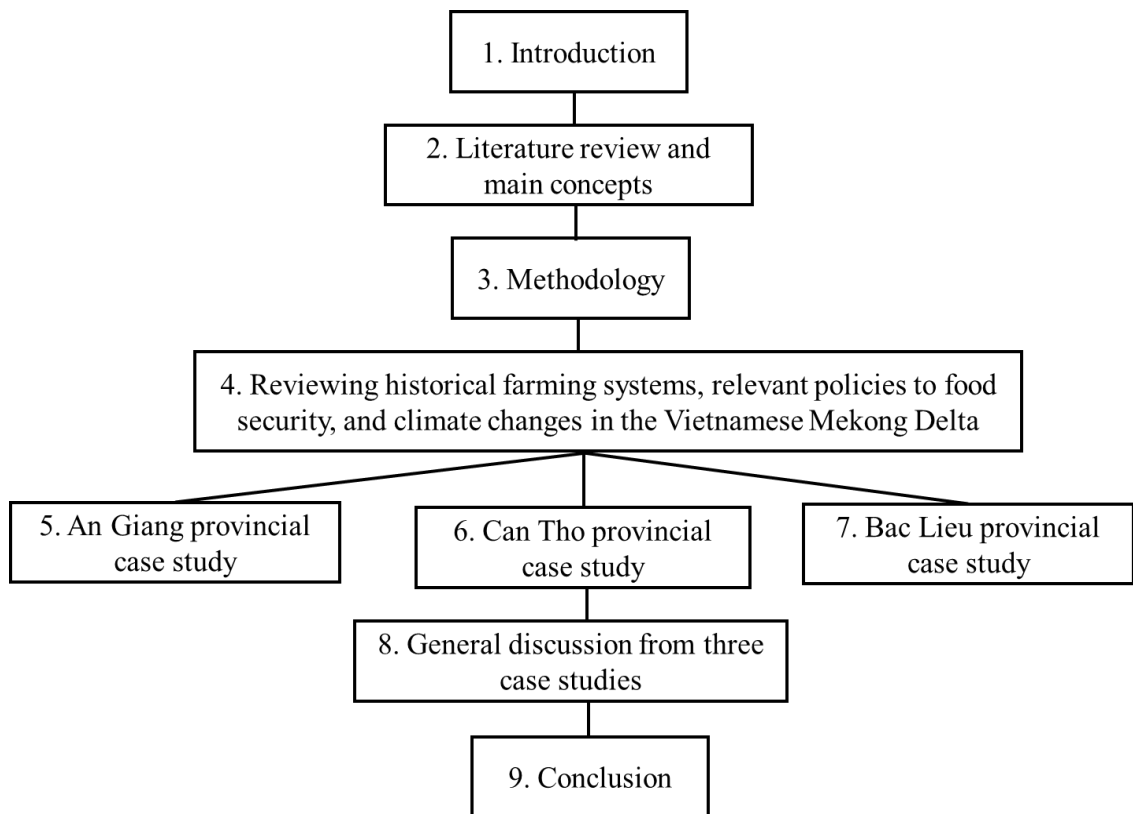 1. Introduction
2. Literature review and
main concepts
3. Methodology
4. Reviewing historical farming systems, relevant policies to food
security, and climate changes in the Vietnamese Mekong Delta
5. An Giang provincial
case study
6. Can Tho provincial
case study
7. Bac Lieu provincial
case study
8. General discussion from three
case studies
9. Conclusion